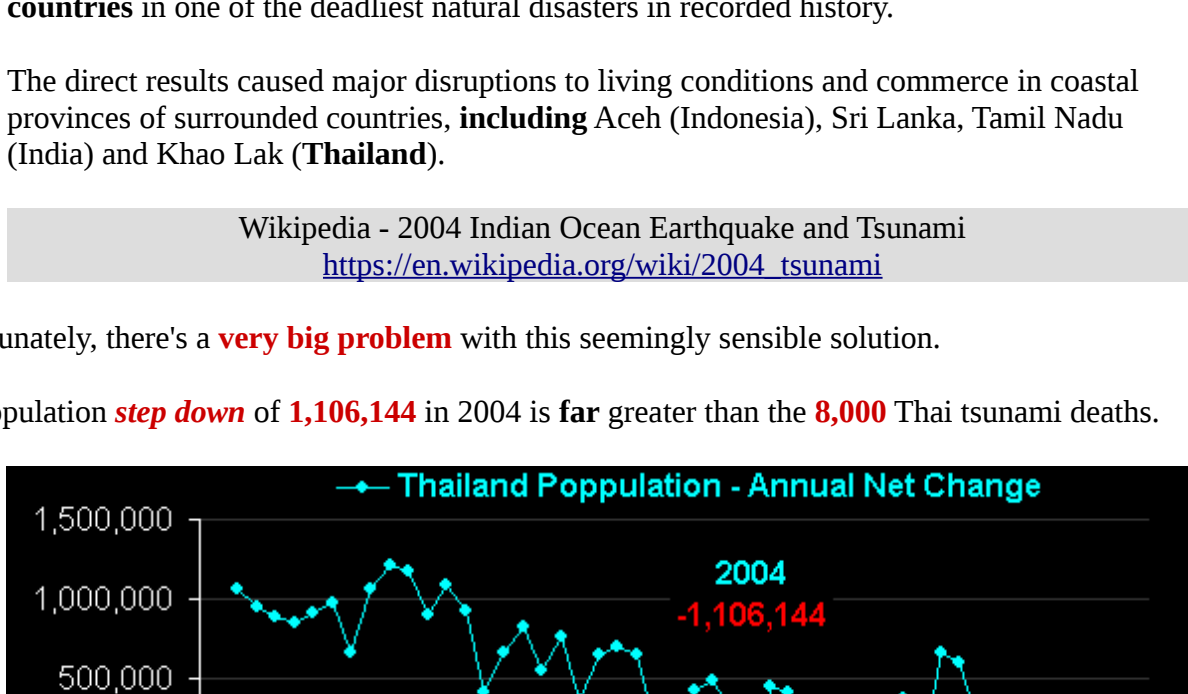 countries in one of the deadliest natural disasters in recorded history.
The direct results caused major disruptions to living conditions and commerce in coastal
provinces of surrounded countries, including Aceh (Indonesia), Sri Lanka, Tamil Nadu
(India) and Khao Lak (Thailand).
Wikipedia - 2004 Indian Ocean Earthquake and Tsunami
https://en.wikipedia.org/wiki/2004_tsunami
unately, there's a very big problem with this seemingly sensible solution.
opulation step down of 1,106,144 in 2004 is far greater than the 8,000 Thai tsunami deaths.
Thailand Poppulation - Annual Net Change
1,500,000
2004
1,000,000
-1,106,144
500,000